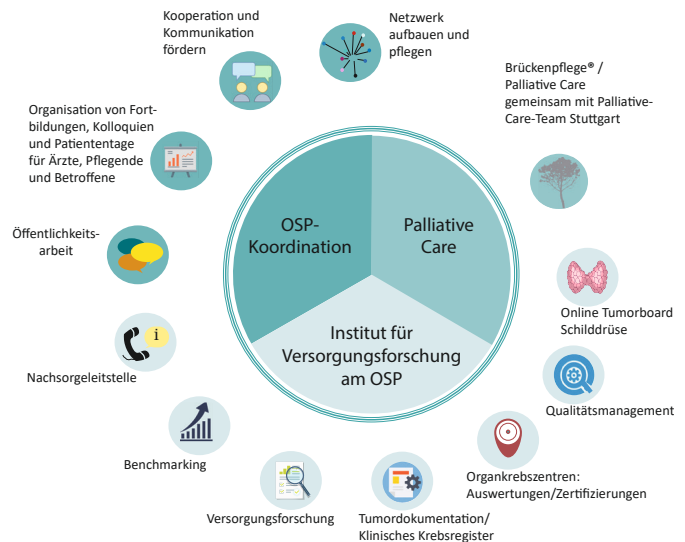 Kooperation und
Kommunikation
fördern
Netzwerk
aufbauen und
pflegen
Brückenpflege® /
Palliative Care
gemeinsam mit Palliative-
Care-Team Stuttgart
Organisation von Fort-
bildungen, Kolloquien
und Patiententage
für Ärzte, Pflegende
und Betroffene
Öffentlichkeits-
arbeit
OSP-
Koordination
Palliative
Care
Institut für
Versorgungsforschung
am OSP
Online Tumorboard
Schilddrüse
i
Nachsorgeleitstelle
Qualitätsmanagement
Benchmarking
Organkrebszentren:
Auswertungen/Zertifizierungen
Versorgungsforschung
Tumordokumentation/
Klinisches Krebsregister